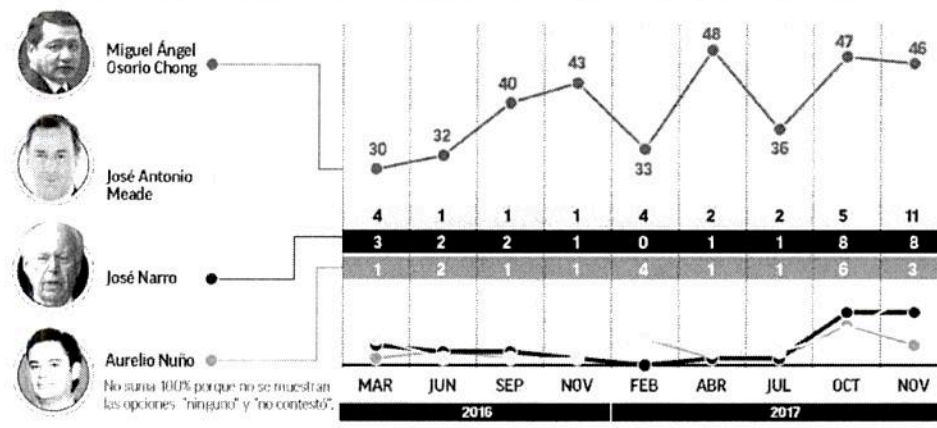 Miguel Ángel
Osorio Chong
José Antonio
Meade
José Narro
Aurelio Nuño
No suma 100% porque no se muestran
las opciones "ninguno" y "no contestó".
30 32 40 43 33 48 36 47 46
4 1 1 1 4 2 2 5 11
3 2 2 1 0 1 1 8 8
1 2 1 1 4 1 1 6 3
MAR JUN SEP NOV FEB ABR JUL OCT NOV
2016 2017